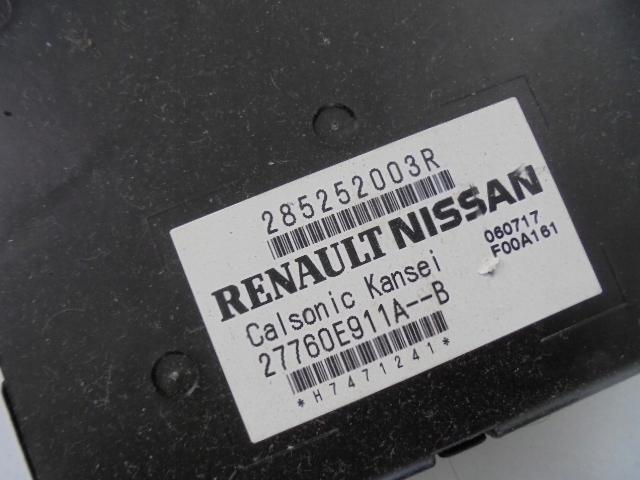 285252003R
RENAULT NISSAN
Calsonic Kansei
060717
F00A161
27760E911A--B
*H7471241*